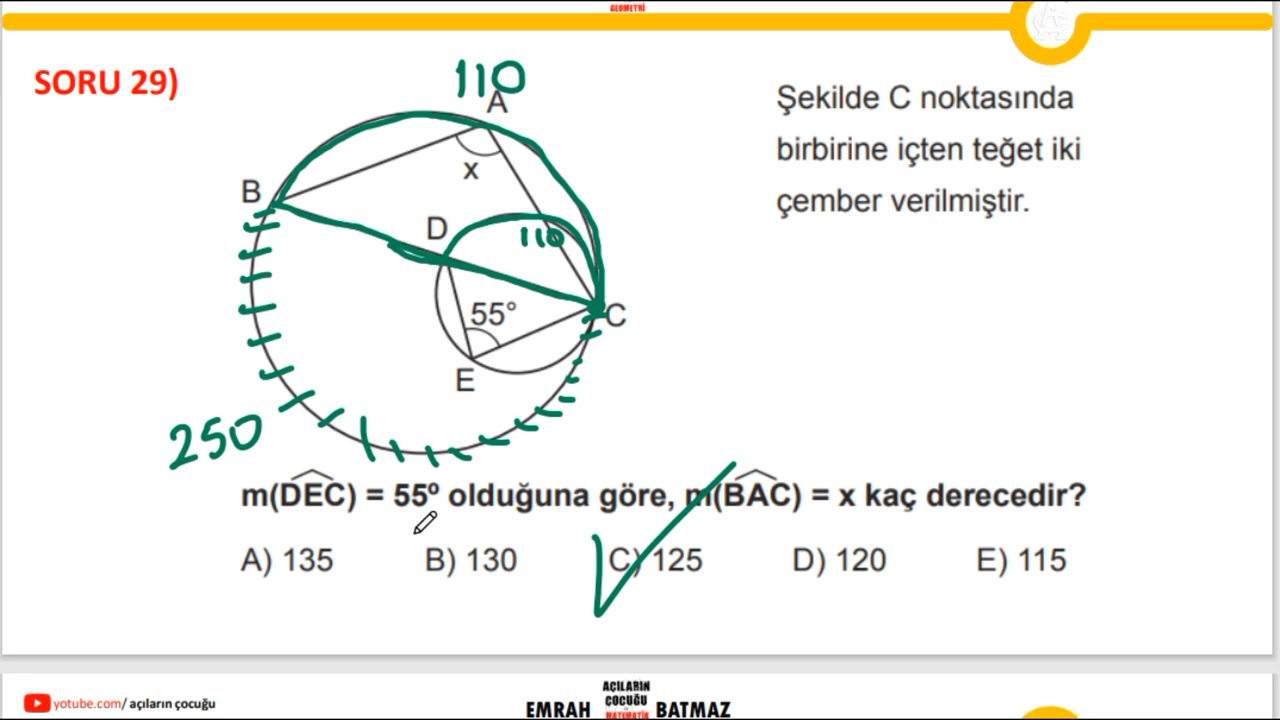 GEOMETRİ
SORU 29)
110
A
x
B
D
110
55°
C
E
250
Şekilde C noktasında
birbirine içten teğet iki
çember verilmiştir.
m(DEC) = 55º olduğuna göre, m(BAC) = x kaç derecedir?
A) 135 B) 130 C) 125 D) 120 E) 115
yotube.com/ açıların çocuğu
EMRAH AÇILARIN ÇOCUĞU MATEMATİK BATMAZ